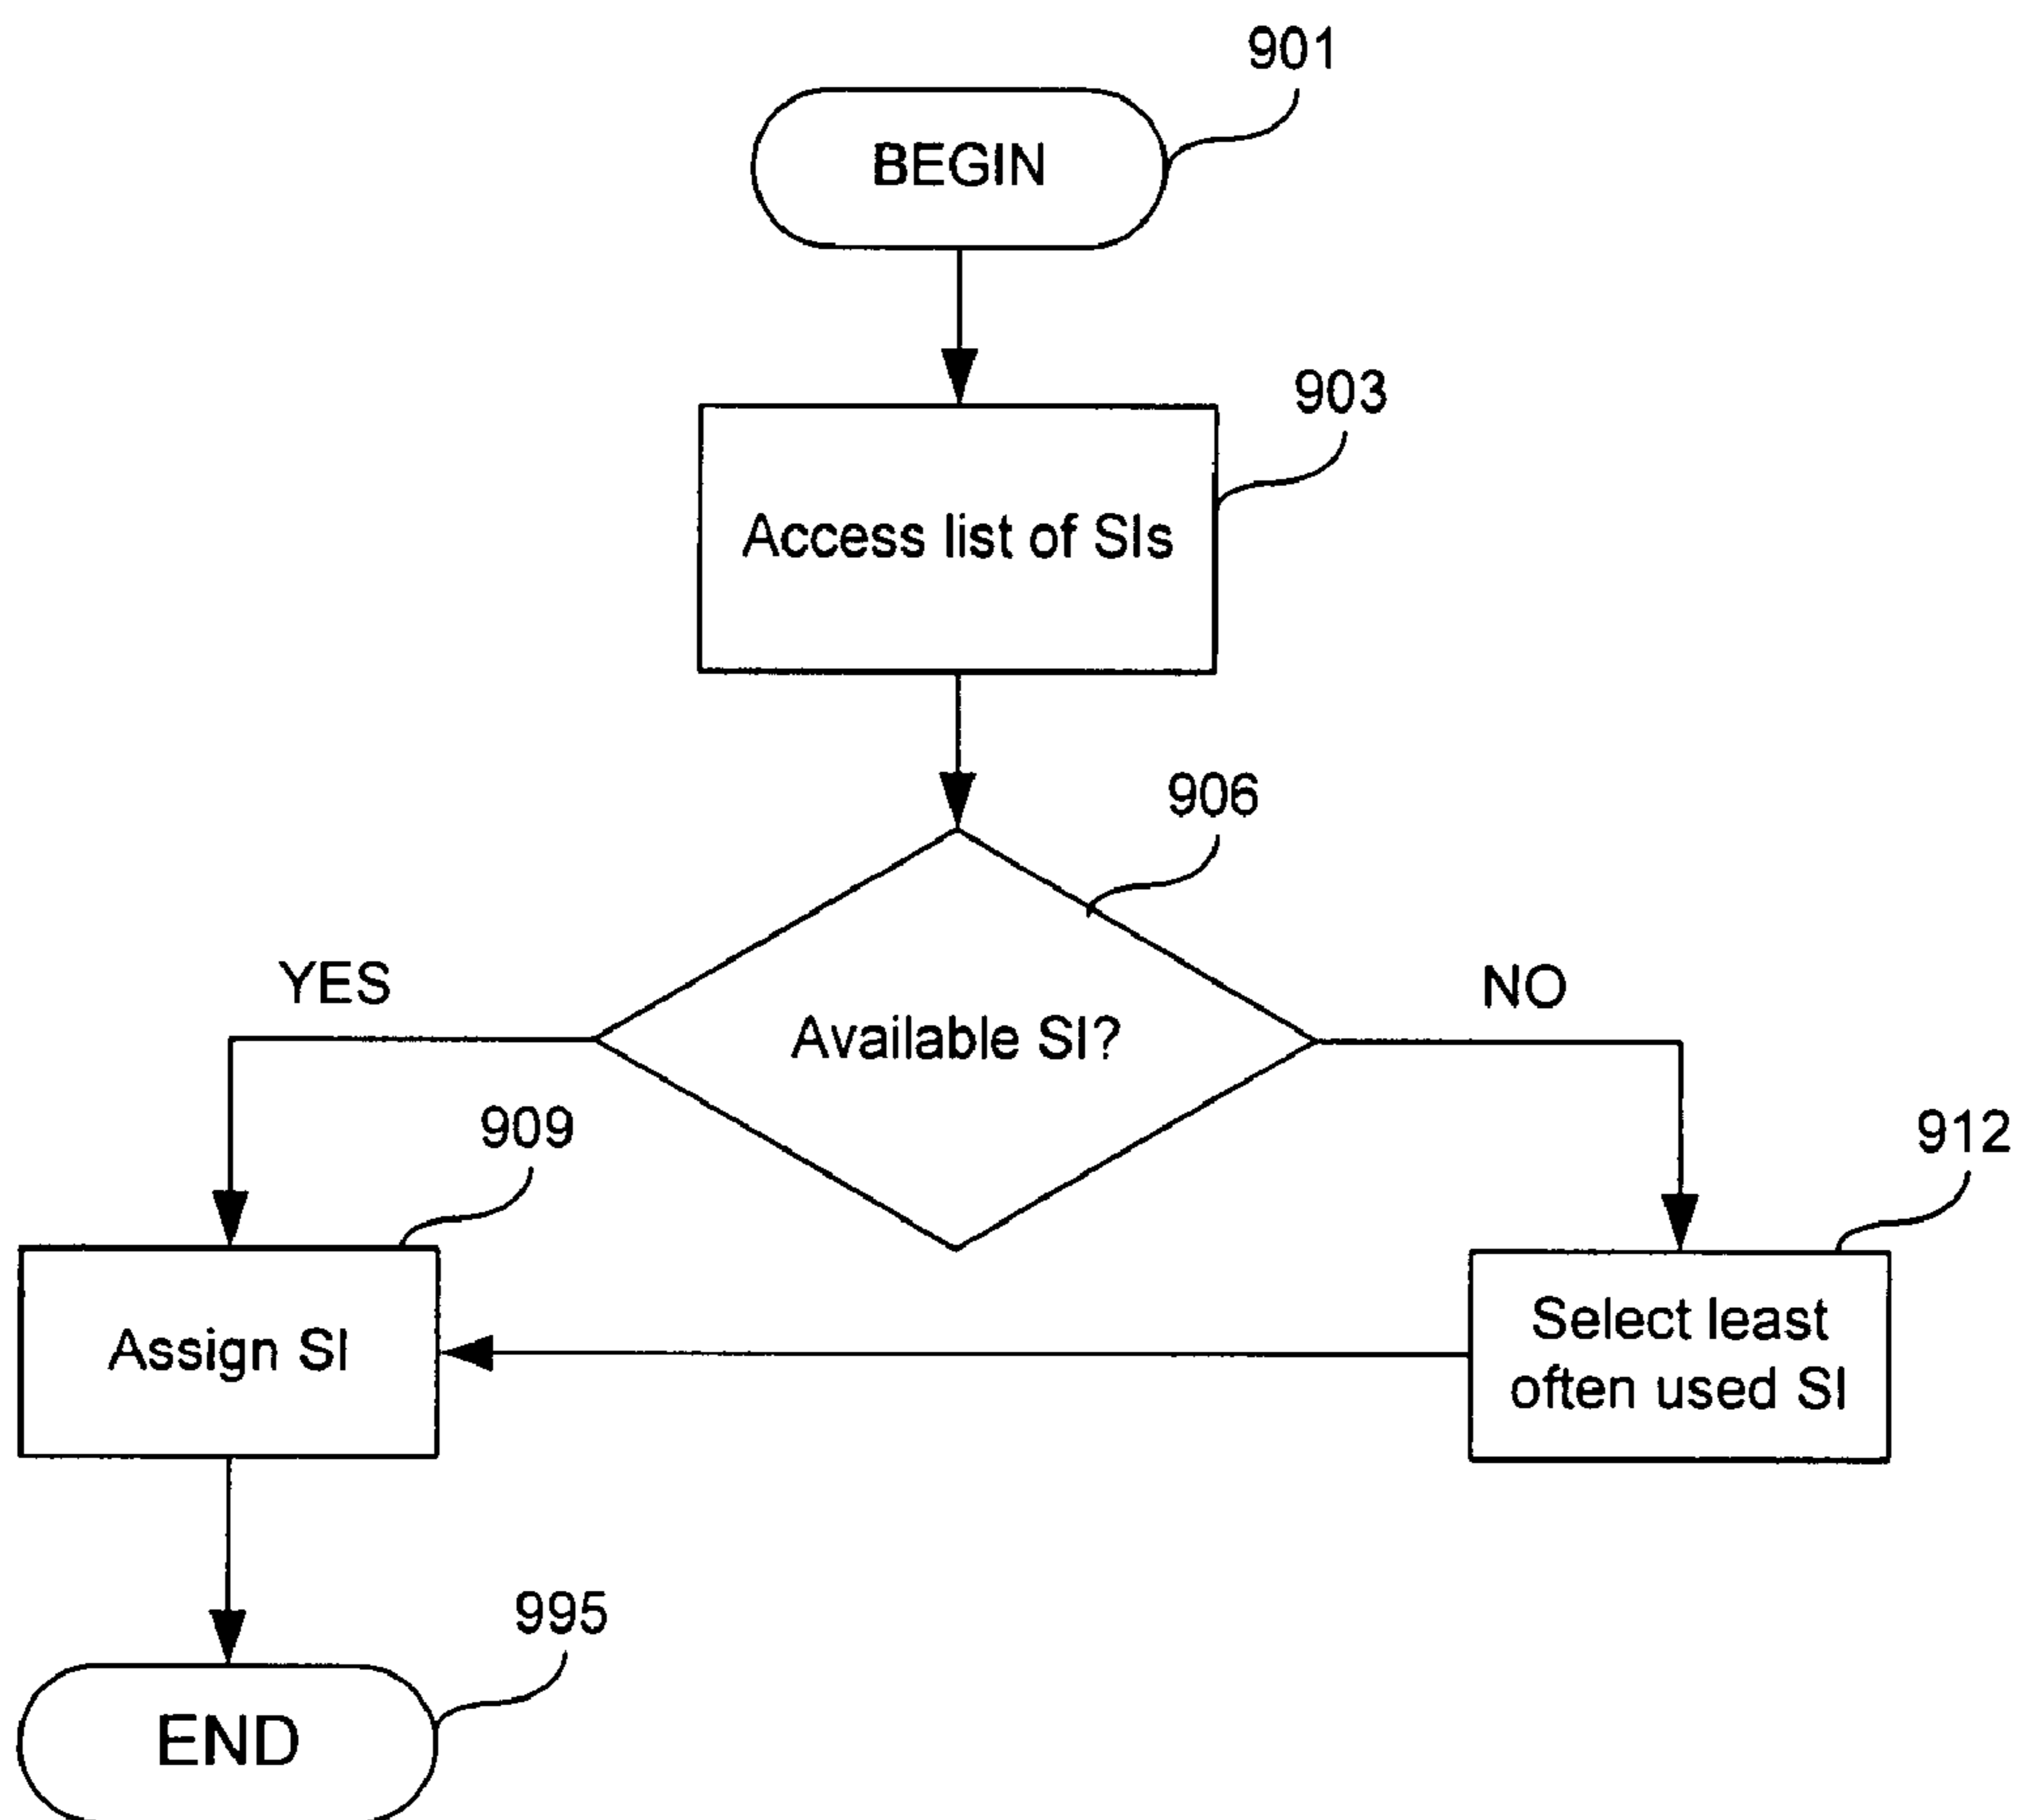 901
BEGIN
903
Access list of SIs
906
YES
NO
Available SI?
909
912
Assign SI
Select least
often used SI
995
END